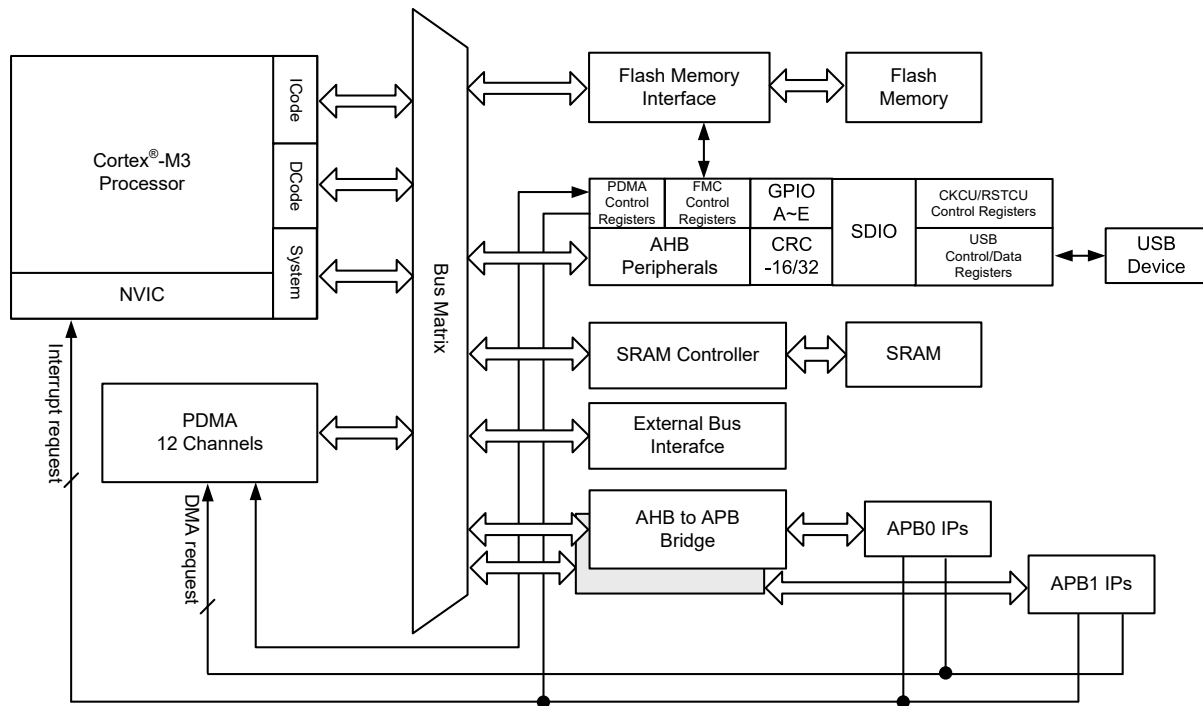 Cortex®-M3
Processor
ICode
DCode
System
NVIC
Interrupt request
PDMA
12 Channels
DMA request
Bus Matrix
Flash Memory
Interface
Flash
Memory
PDMA
Control
Registers
FMC
Control
Registers
GPIO
A~E
AHB
Peripherals
CRC
-16/32
SDIO
CKCU/RSTCU
Control Registers
USB
Control/Data
Registers
USB
Device
SRAM Controller
SRAM
External Bus
Interafce
AHB to APB
Bridge
APB0 IPs
APB1 IPs